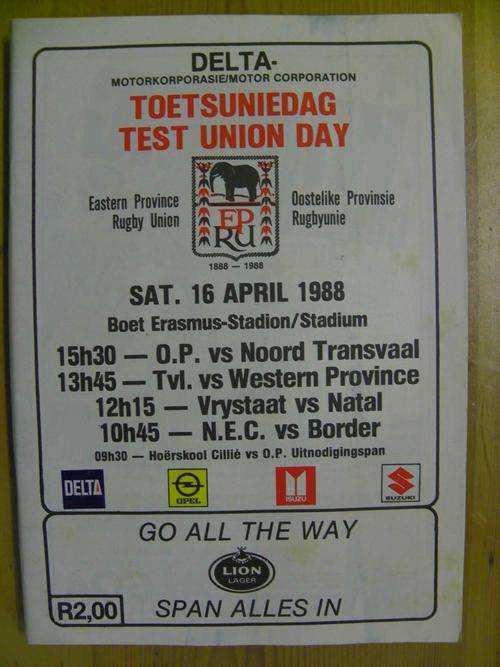 DELTA-
MOTORKORPORASIE/MOTOR CORPORATION
TOETSUNIEDAG
TEST UNION DAY
Eastern Province
Rugby Union
EP
RU
Oostelike Provinsie
Rugbyunie
1888 — 1988
SAT. 16 APRIL 1988
Boet Erasmus-Stadion/Stadium
15h30 — O.P. vs Noord Transvaal
13h45 — Tvl. vs Western Province
12h15 — Vrystaat vs Natal
10h45 — N.E.C. vs Border
09h30 — Hoërskool Cillié vs O.P. Uitnodigingspan
DELTA
OPEL
ISUZU
SUZUKI
GO ALL THE WAY
LION
LAGER
R2,00
SPAN ALLES IN